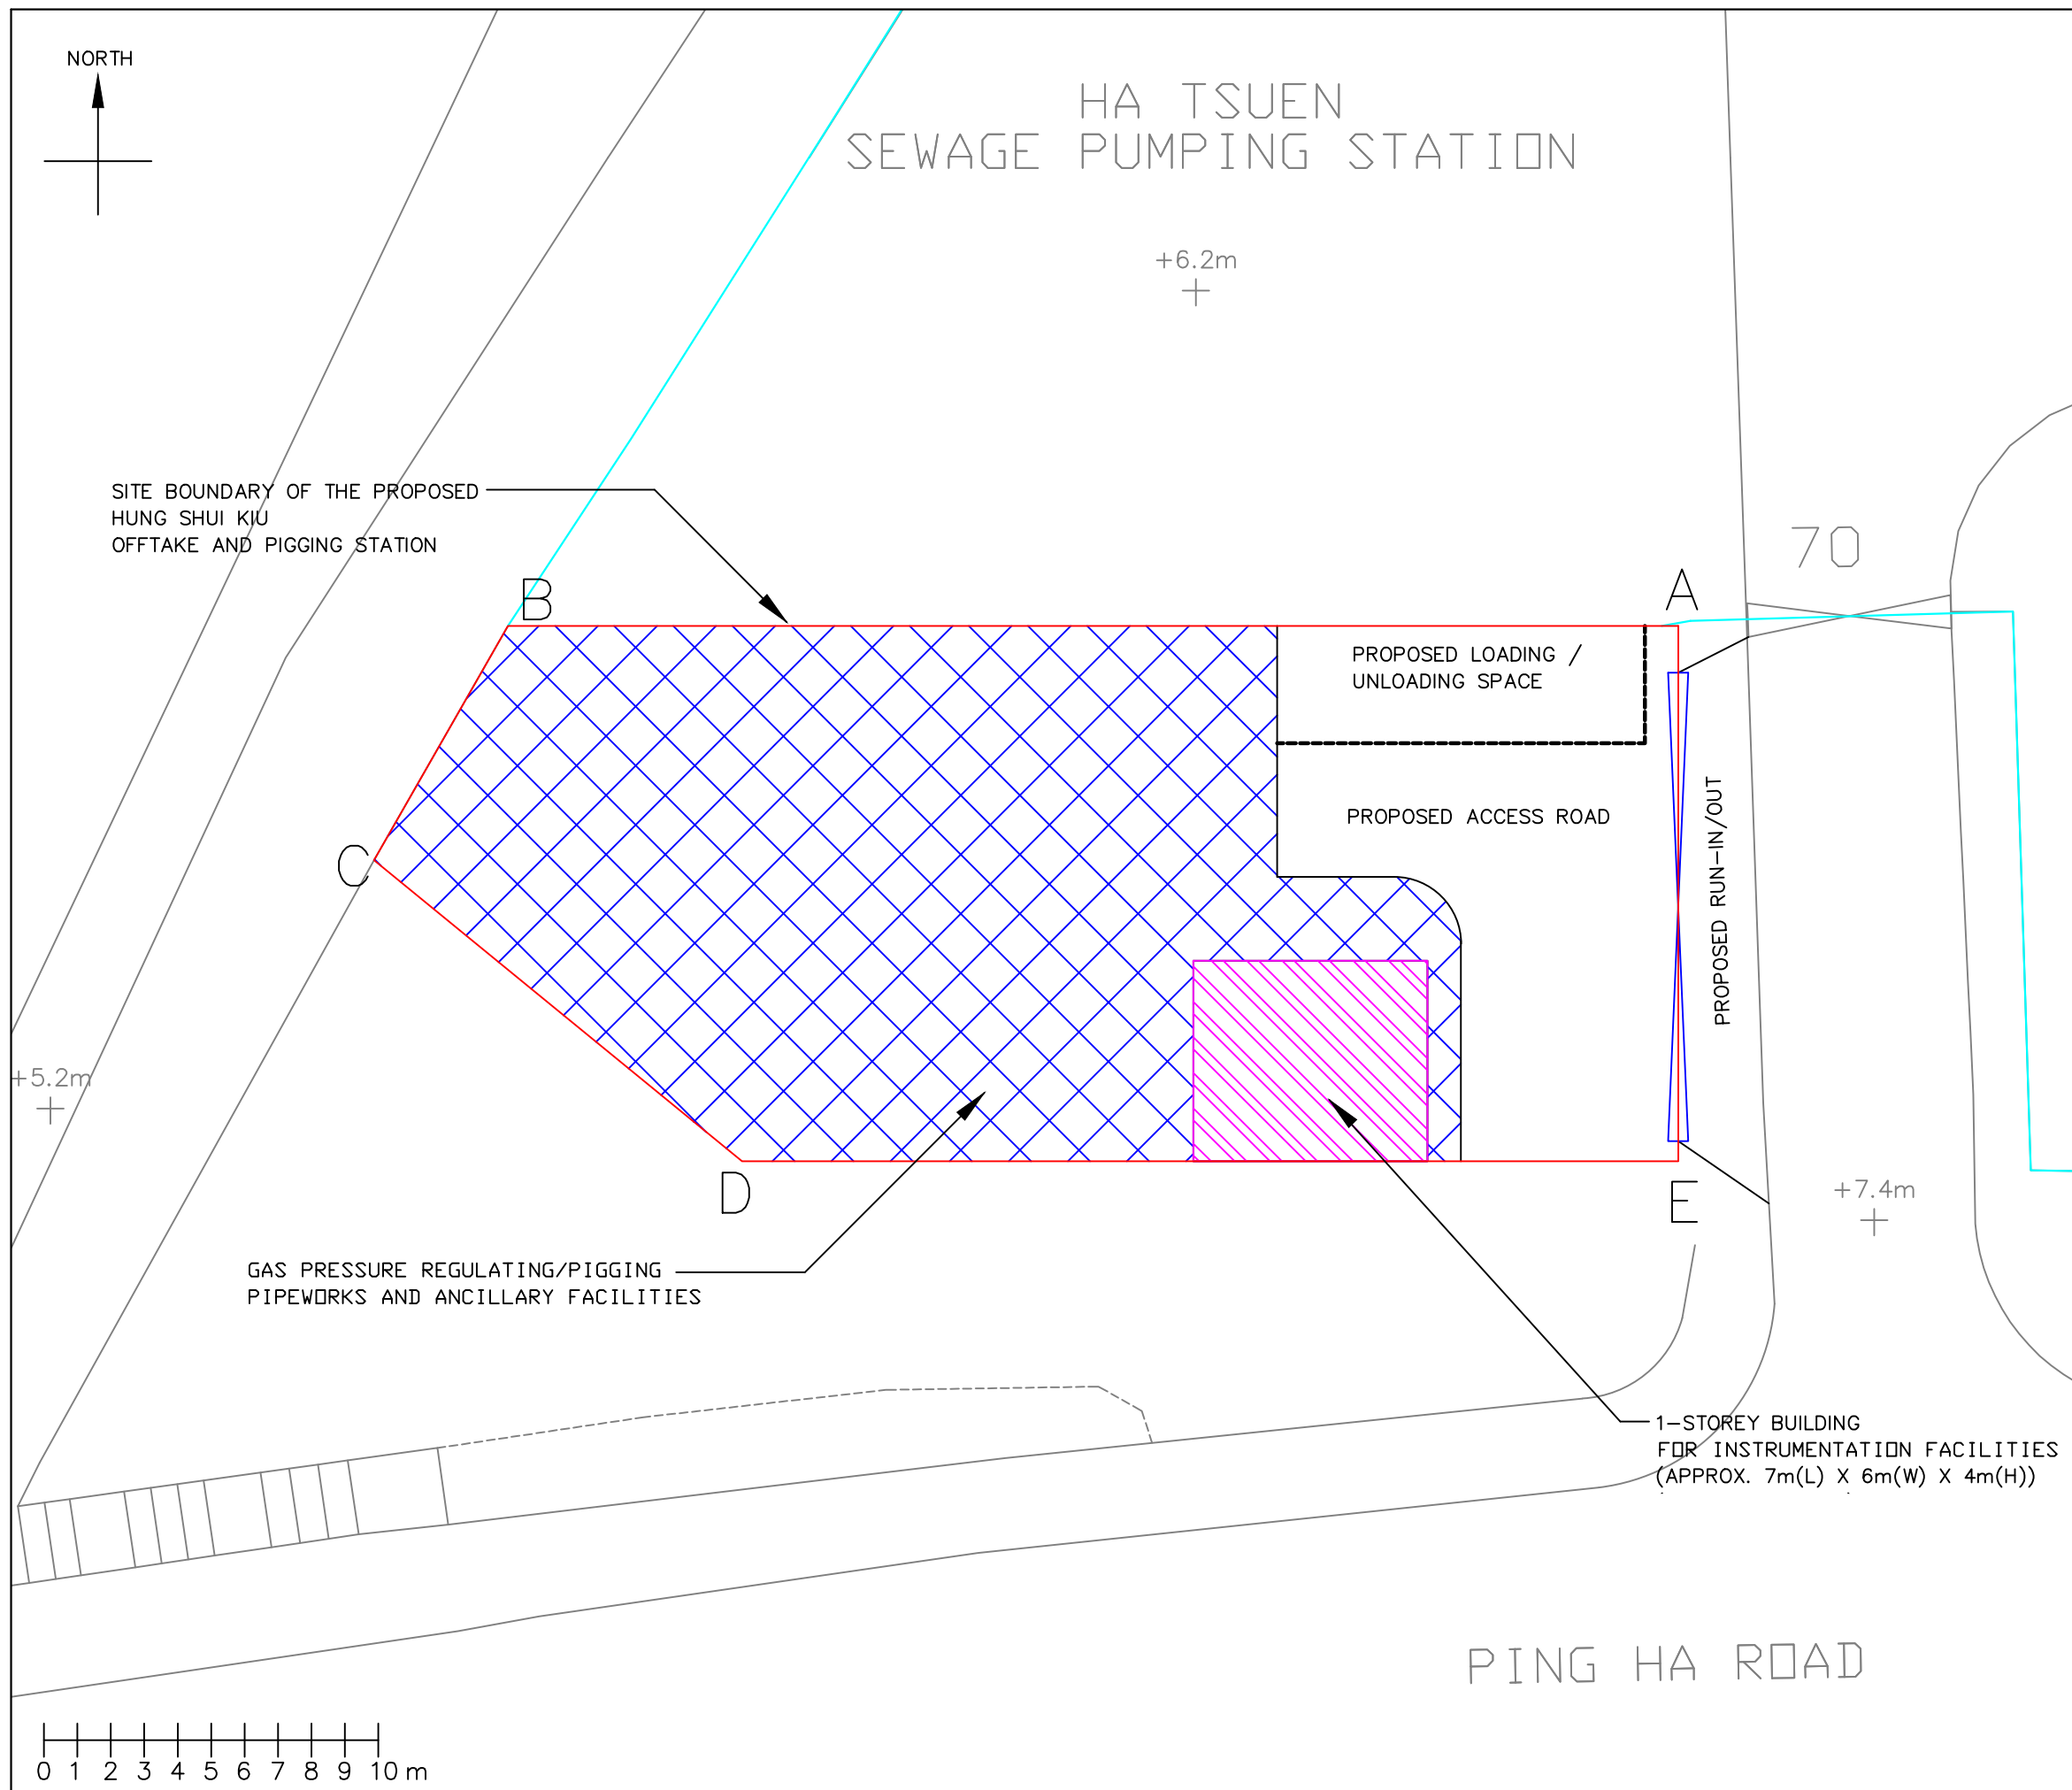 NORTH
HA TSUEN
SEWAGE PUMPING STATION
+6.2m
SITE BOUNDARY OF THE PROPOSED
HUNG SHUI KIU
OFFTAKE AND PIGGING STATION
70
B
A
PROPOSED LOADING /
UNLOADING SPACE
PROPOSED ACCESS ROAD
PROPOSED RUN-IN/OUT
C
+5.2m
D
E
+7.4m
GAS PRESSURE REGULATING/PIGGING
PIPEWORKS AND ANCILLARY FACILITIES
1-STOREY BUILDING
FOR INSTRUMENTATION FACILITIES
(APPROX. 7m(L) X 6m(W) X 4m(H))
PING HA ROAD
0 1 2 3 4 5 6 7 8 9 10 m